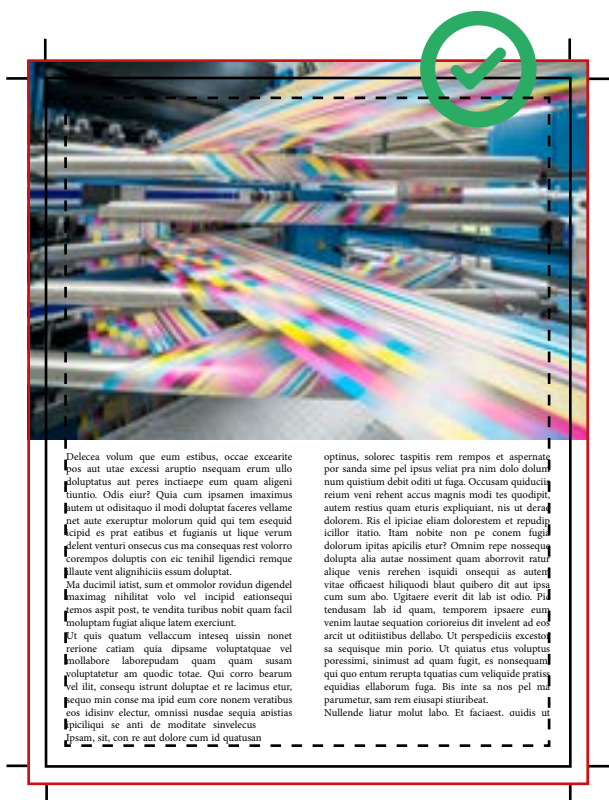 Delecea volum que eum estibus, occae excearite
pos aut utae excessi aruptio nsequam erum ullo
doluptatus aut peres inctiaepe eum quam aligeni
tiuntio. Odis eiur? Quia cum ipsamen imaximus
autem ut odisitaquo il modi doluptat faceres vellame
net aute exeruptur molorum quid qui tem esequid
icipid es prat eatibus et fugianis ut lique verum
delent venturi onsecus cus ma consequas rest volorro
corempos doluptis con eic tenihil ligendici remque
illaute vent alignihiciis essum doluptat.
Ma ducimil iatist, sum et ommolor rovidun digendel
maximag nihilitat volo vel incipid eationsequi
temos aspit post, te vendita turibus nobit quam facil
moluptam fugiat alique latem exerciunt.
Ut quis quatum vellaccum inteseq uissin nonet
rerione catiam quia dipsame voluptatquae vel
mollabore laborepudam quam quam susam
voluptatetur am quodic totae. Qui corro bearum
vel ilit, consequ istrunt doluptae et re lacimus etur,
sequo min conse ma ipid eum core nonem veratibus
eos idisinv electur, omnissi nusdae sequia apistias
ipiciliqui se anti de moditate sinvelecus
Ipsam, sit, con re aut dolore cum id quatusan
optinus, solorec taspitis rem rempos et aspernate
por sanda sime pel ipsus veliat pra nim dolo dolum
num quistium debit oditi ut fuga. Occusam quiduciis
reium veni rehent accus magnis modi tes quodipit,
autem restius quam eturis expliquiant, nis ut derae
dolorem. Ris el ipiciae eliam dolorestem et repudip
icillor itatio. Itam nobite non pe conem fugia
dolorum ipitas apicilis etur? Omnim repe nosseque
dolupta alia autae nossiment quam aborrovit ratur
alique venis rerehen isquidi onsequi as autem
vitae officaest hiliquodi blaut quibero dit aut ipsa
cum sum abo. Ugitaere everit dit lab ist odio. Pid
tendusam lab id quam, temporem ipsaere eum
venim lautae sequation corioreius dit invelent ad eos
arcit ut oditiistibus dellabo. Ut perspediciis excestos
sa sequisque min porio. Ut quiatus etus voluptus
poressimi, sinimust ad quam fugit, es nonsequam
qui quo entum rerupta tquatias cum veliquide pratiss
equidias ellaborum fuga. Bis inte sa nos pel ma
parumetur, sam rem eiusapi stiuribeat.
Nullende liatur molut labo. Et faciaest. quidis ut